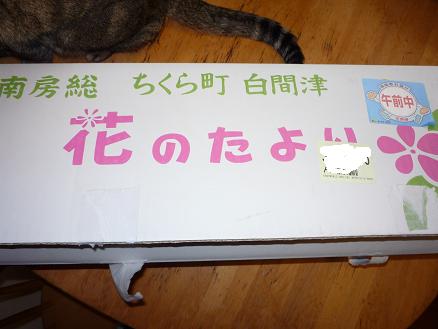 南房総 ちくら町 白間津
花のたより
午前中